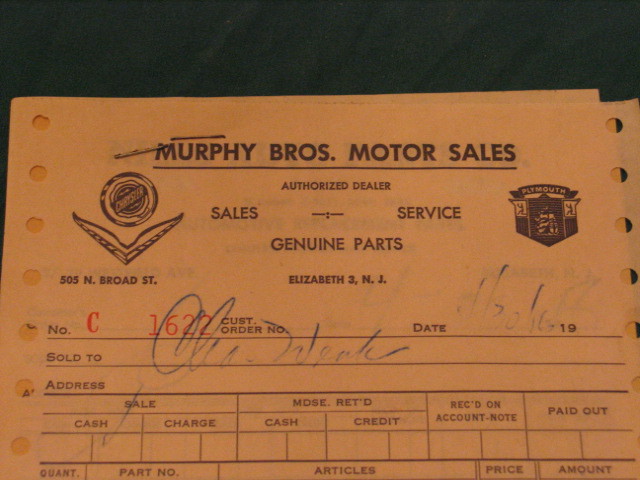 MURPHY BROS. MOTOR SALES
AUTHORIZED DEALER
CHRYSLER
PLYMOUTH
SALES —:— SERVICE
GENUINE PARTS
505 N. BROAD ST. ELIZABETH 3, N. J.
No. C 1622 CUST. ORDER NO. DATE 19
SOLD TO
ADDRESS
SALE MDSE. RET'D REC'D ON ACCOUNT-NOTE PAID OUT
CASH CHARGE CASH CREDIT
QUANT. PART NO. ARTICLES PRICE AMOUNT